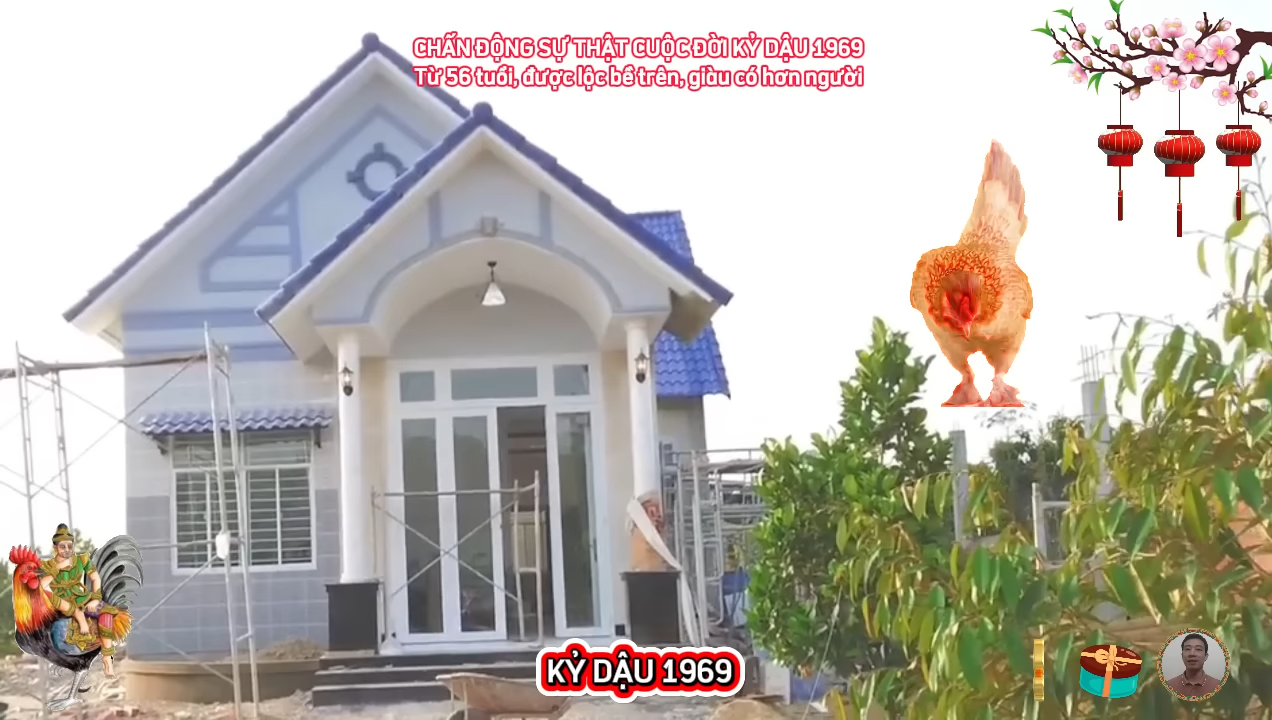 CHẤN ĐỘNG SỰ THẬT CUỘC ĐỜI KỶ DẬU 1969
Từ 56 tuổi, được lộc bề trên, giàu có hơn người
KỶ DẬU 1969